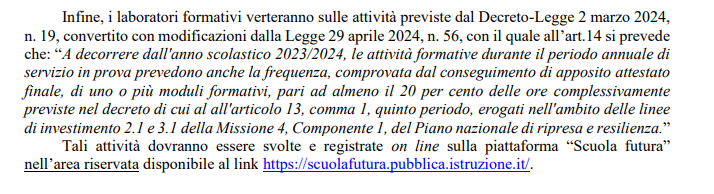 Infine, i laboratori formativi verteranno sulle attività previste dal Decreto-Legge 2 marzo 2024,
n. 19, convertito con modificazioni dalla Legge 29 aprile 2024, n. 56, con il quale all’art.14 si prevede
che: “A decorrere dall'anno scolastico 2023/2024, le attività formative durante il periodo annuale di
servizio in prova prevedono anche la frequenza, comprovata dal conseguimento di apposito attestato
finale, di uno o più moduli formativi, pari ad almeno il 20 per cento delle ore complessivamente
previste nel decreto di cui al all'articolo 13, comma 1, quinto periodo, erogati nell'ambito delle linee
di investimento 2.1 e 3.1 della Missione 4, Componente 1, del Piano nazionale di ripresa e resilienza.”
Tali attività dovranno essere svolte e registrate on line sulla piattaforma “Scuola futura”
nell’area riservata disponibile al link https://scuolafutura.pubblica.istruzione.it/.